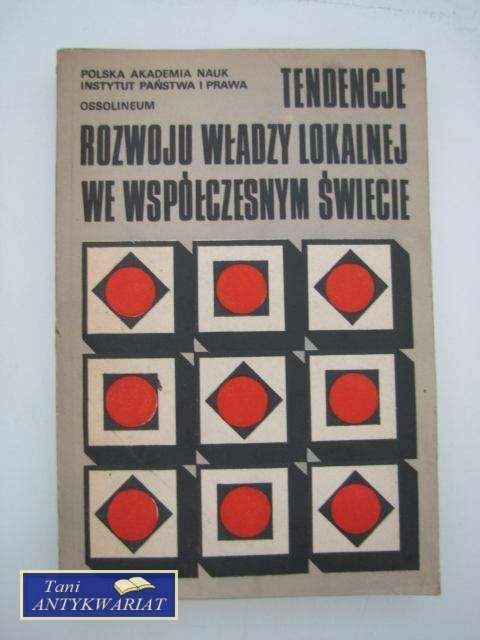 POLSKA AKADEMIA NAUK
INSTYTUT PAŃSTWA I PRAWA
OSSOLINEUM
TENDENCJE
ROZWOJU WŁADZY LOKALNEJ
WE WSPÓŁCZESNYM ŚWIECIE
Tani
ANTYKWARIAT